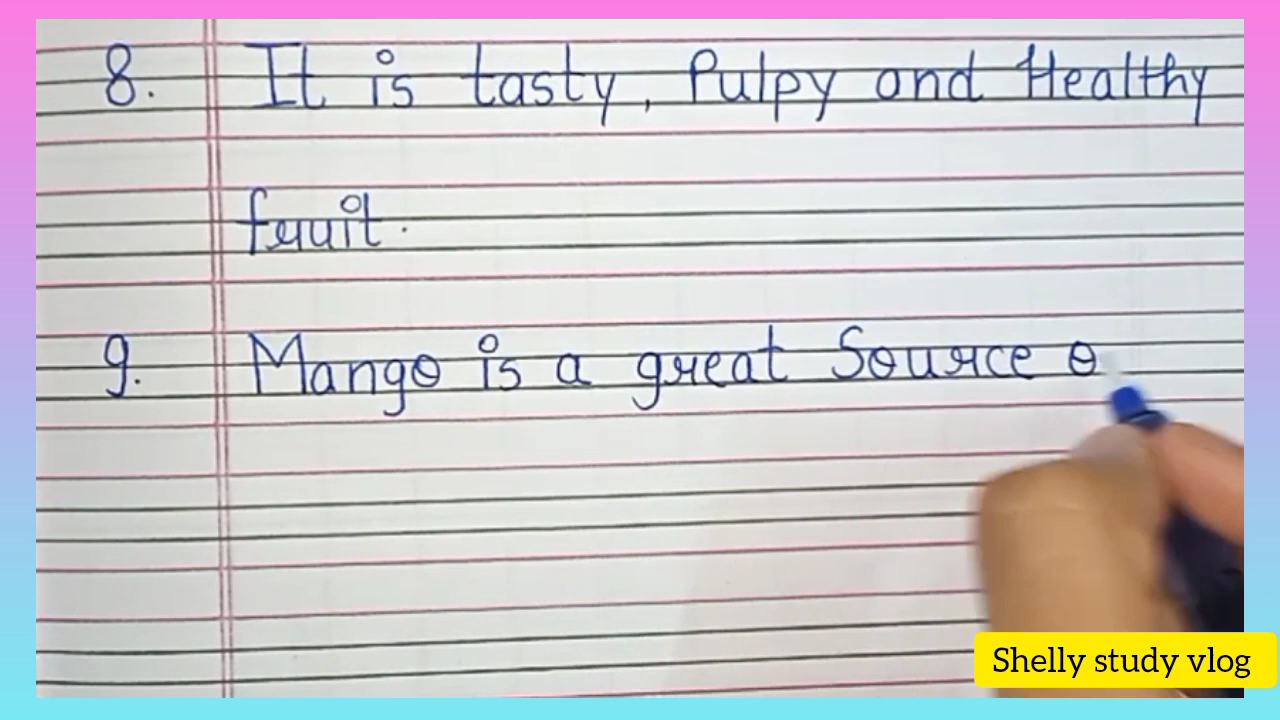 8. It is tasty, Pulpy and Healthy
fruit.
9. Mango is a great Source o
Shelly study vlog